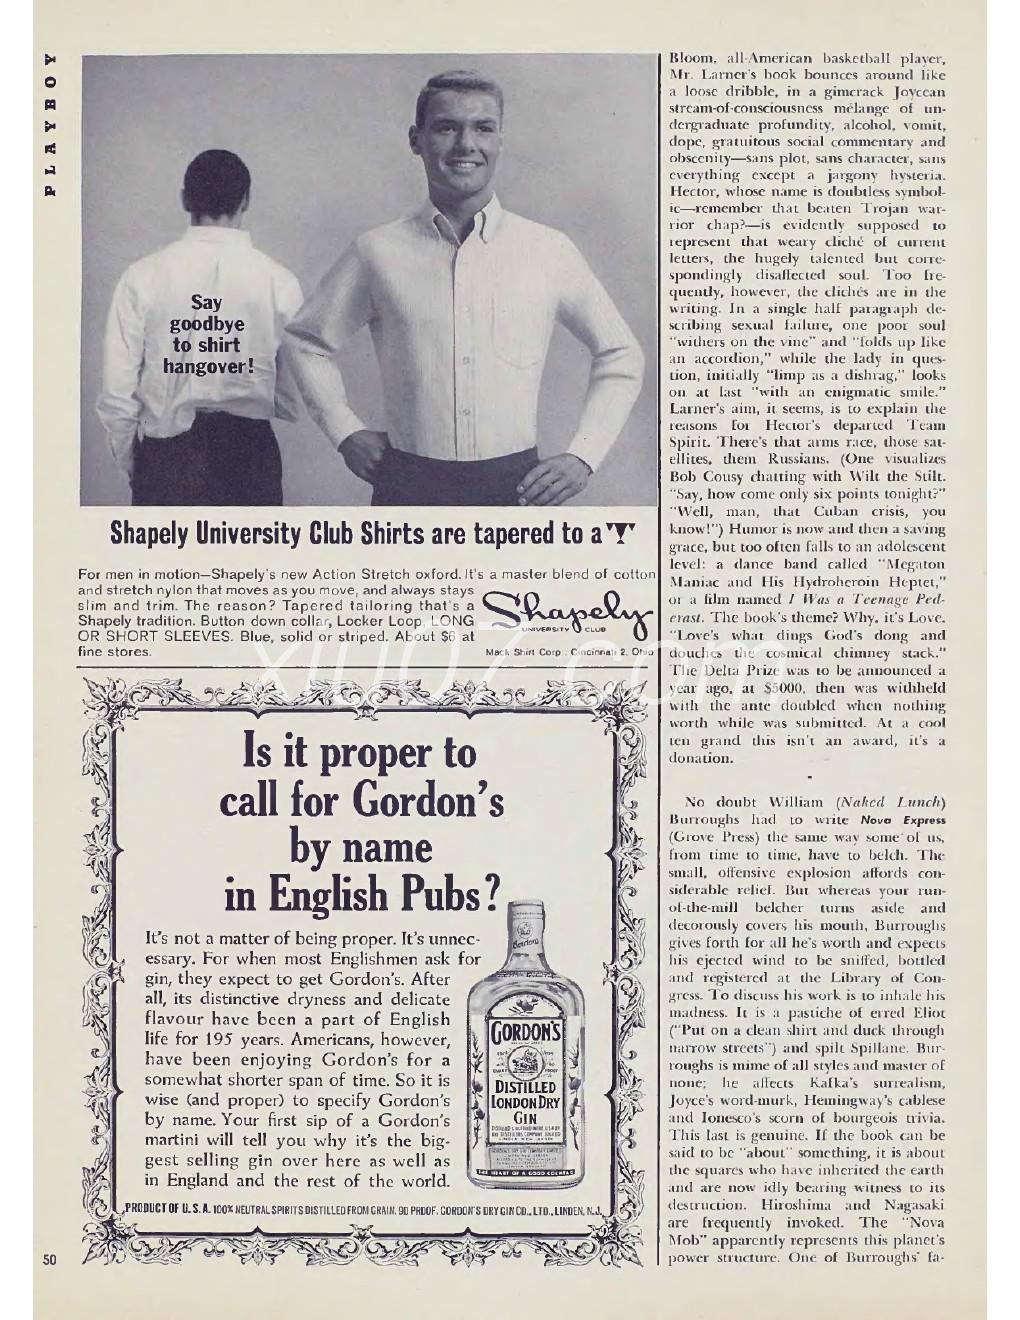 PLAYBOY
Say
goodbye
to shirt
hangover!
Shapely University Club Shirts are tapered to a "T"
For men in motion—Shapely's new Action Stretch oxford. It's a master blend of cotton
and stretch nylon that moves as you move, and always stays
slim and trim. The reason? Tapered tailoring that's a
Shapely tradition. Button down collar, Locker Loop, LONG
OR SHORT SLEEVES. Blue, solid or striped. About $6 at
fine stores.
Shapely
UNIVERSITY CLUB
Mack Shirt Corp., Cincinnati 2, Ohio
Is it proper to
call for Gordon's
by name
in English Pubs?
It's not a matter of being proper. It's unnec-
essary. For when most Englishmen ask for
gin, they expect to get Gordon's. After
all, its distinctive dryness and delicate
flavour have been a part of English
life for 195 years. Americans, however,
have been enjoying Gordon's for a
somewhat shorter span of time. So it is
wise (and proper) to specify Gordon's
by name. Your first sip of a Gordon's
martini will tell you why it's the big-
gest selling gin over here as well as
in England and the rest of the world.
Gordon's
GORDON'S
DISTILLED
LONDON DRY
GIN
THE HEART OF A GOOD COCKTAIL
PRODUCT OF U.S.A. 100% NEUTRAL SPIRITS DISTILLED FROM GRAIN. 90 PROOF. GORDON'S DRY GIN CO., LTD., LINDEN, N.J.
50
Bloom, all-American basketball player,
Mr. Larner's book bounces around like
a loose dribble, in a gimcrack Joycean
stream-of-consciousness mélange of un-
dergraduate profundity, alcohol, vomit,
dope, gratuitous social commentary and
obscenity—sans plot, sans character, sans
everything except a jargony hysteria.
Hector, whose name is doubtless symbol-
ic—remember that beaten Trojan war-
rior chap?—is evidently supposed to
represent that weary cliché of current
letters, the hugely talented but corre-
spondingly disaffected soul. Too fre-
quently, however, the clichés are in the
writing. In a single half paragraph de-
scribing sexual failure, one poor soul
"withers on the vine" and "folds up like
an accordion," while the lady in ques-
tion, initially "limp as a dishrag," looks
on at last "with an enigmatic smile."
Larner's aim, it seems, is to explain the
reasons for Hector's departed Team
Spirit. There's that arms race, those sat-
ellites, them Russians. (One visualizes
Bob Cousy chatting with Wilt the Stilt.
"Say, how come only six points tonight?"
"Well, man, that Cuban crisis, you
know!") Humor is now and then a saving
grace, but too often falls to an adolescent
level: a dance band called "Megaton
Maniac and His Hydroheroin Heptet,"
or a film named I Was a Teenage Ped-
erast. The book's theme? Why, it's Love.
"Love's what dings God's dong and
douches the cosmical chimney stack."
The Delta Prize was to be announced a
year ago, at $5000, then was withheld
with the ante doubled when nothing
worth while was submitted. At a cool
ten grand this isn't an award, it's a
donation.
No doubt William (Naked Lunch)
Burroughs had to write Nova Express
(Grove Press) the same way some of us,
from time to time, have to belch. The
small, offensive explosion affords con-
siderable relief. But whereas your run-
of-the-mill belcher turns aside and
decorously covers his mouth, Burroughs
gives forth for all he's worth and expects
his ejected wind to be sniffed, bottled
and registered at the Library of Con-
gress. To discuss his work is to inhale his
madness. It is a pastiche of erred Eliot
("Put on a clean shirt and duck through
narrow streets") and spilt Spillane. Bur-
roughs is mime of all styles and master of
none; he affects Kafka's surrealism,
Joyce's word-murk, Hemingway's cablese
and Ionesco's scorn of bourgeois trivia.
This last is genuine. If the book can be
said to be "about" something, it is about
the squares who have inherited the earth
and are now idly bearing witness to its
destruction. Hiroshima and Nagasaki
are frequently invoked. The "Nova
Mob" apparently represents this planet's
power structure. One of Burroughs' fa-